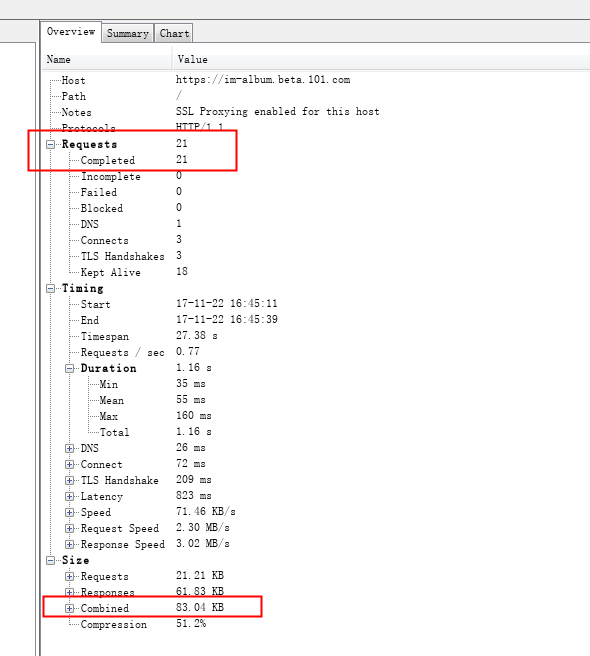 Overview Summary Chart
Name Value
Host https://im-album.beta.101.com
Path /
Notes SSL Proxying enabled for this host
Protocols HTTP/1.1
Requests 21
Completed 21
Incomplete 0
Failed 0
Blocked 0
DNS 1
Connects 3
TLS Handshakes 3
Kept Alive 18
Timing
Start 17-11-22 16:45:11
End 17-11-22 16:45:39
Timespan 27.38 s
Requests / sec 0.77
Duration 1.16 s
Min 35 ms
Mean 55 ms
Max 160 ms
Total 1.16 s
DNS 26 ms
Connect 72 ms
TLS Handshake 209 ms
Latency 823 ms
Speed 71.46 KB/s
Request Speed 2.30 MB/s
Response Speed 3.02 MB/s
Size
Requests 21.21 KB
Responses 61.83 KB
Combined 83.04 KB
Compression 51.2%